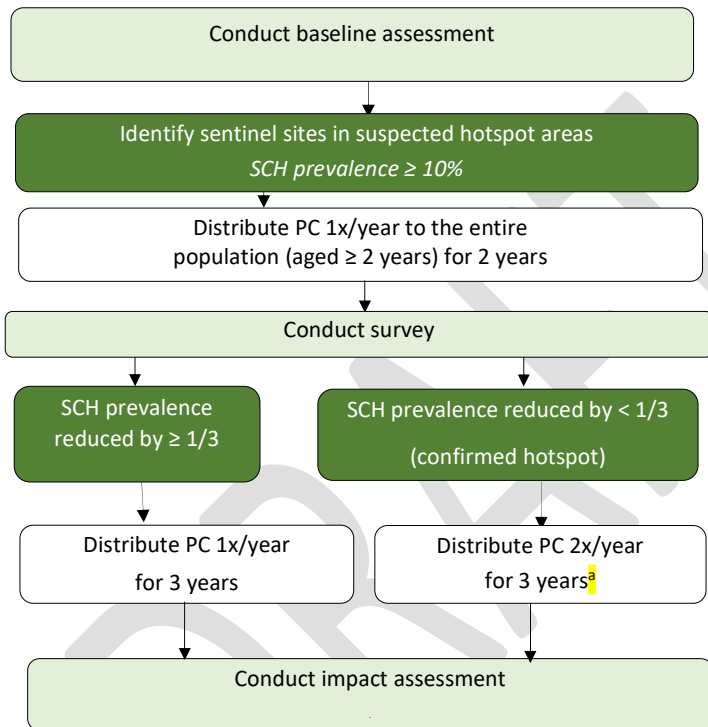 Conduct baseline assessment
Identify sentinel sites in suspected hotspot areas
SCH prevalence ≥ 10%
Distribute PC 1x/year to the entire
population (aged ≥ 2 years) for 2 years
Conduct survey
SCH prevalence
reduced by ≥ 1/3
SCH prevalence reduced by < 1/3
(confirmed hotspot)
Distribute PC 1x/year
for 3 years
Distribute PC 2x/year
for 3 yearsª
Conduct impact assessment
.
DRAFT